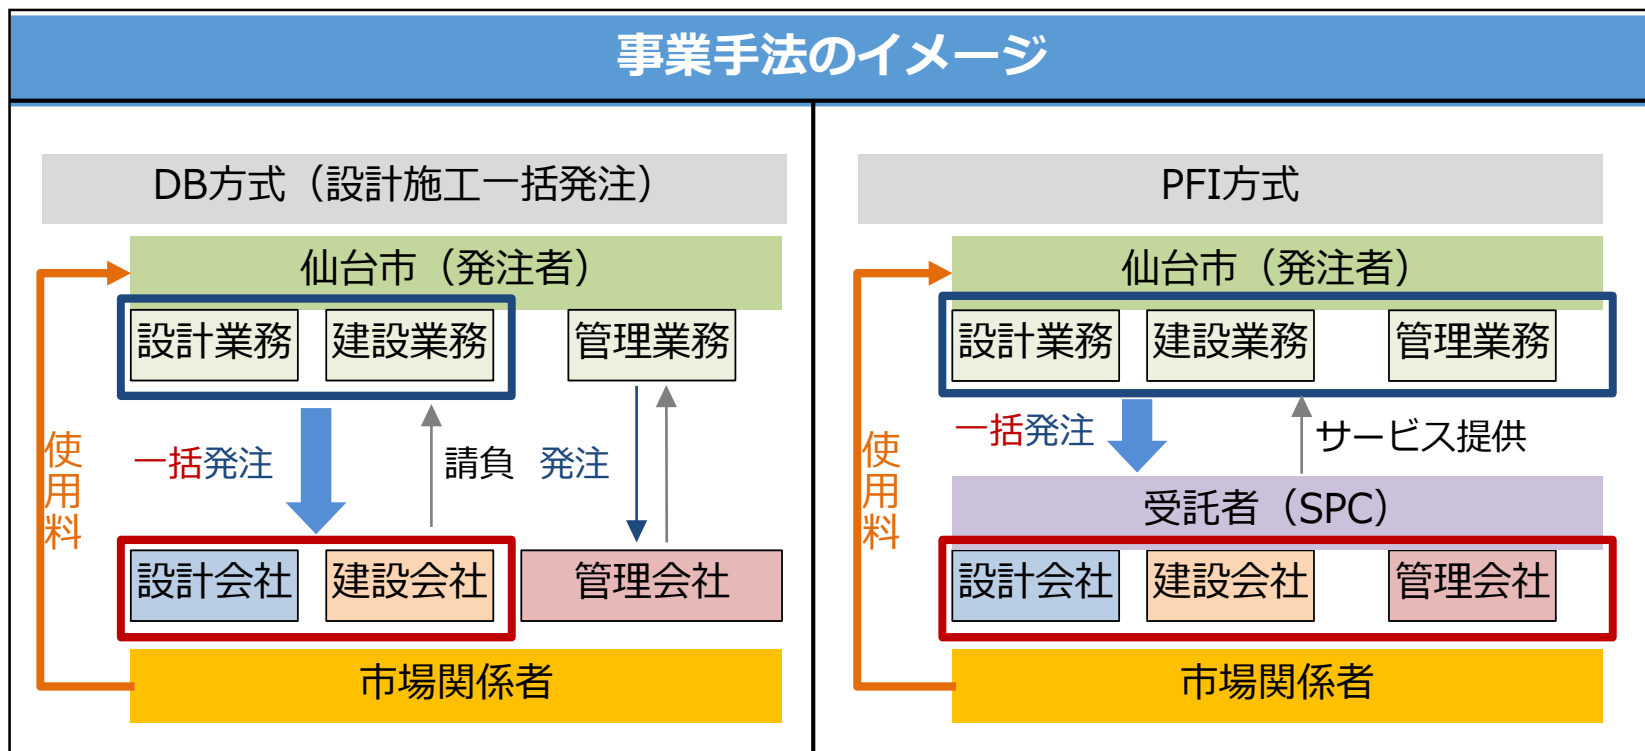 事業手法のイメージ
DB方式（設計施工一括発注）
仙台市（発注者）
設計業務
建設業務
管理業務
一括発注
請負
発注
使用料
設計会社
建設会社
管理会社
市場関係者
PFI方式
仙台市（発注者）
設計業務
建設業務
管理業務
一括発注
サービス提供
使用料
受託者（SPC）
設計会社
建設会社
管理会社
市場関係者